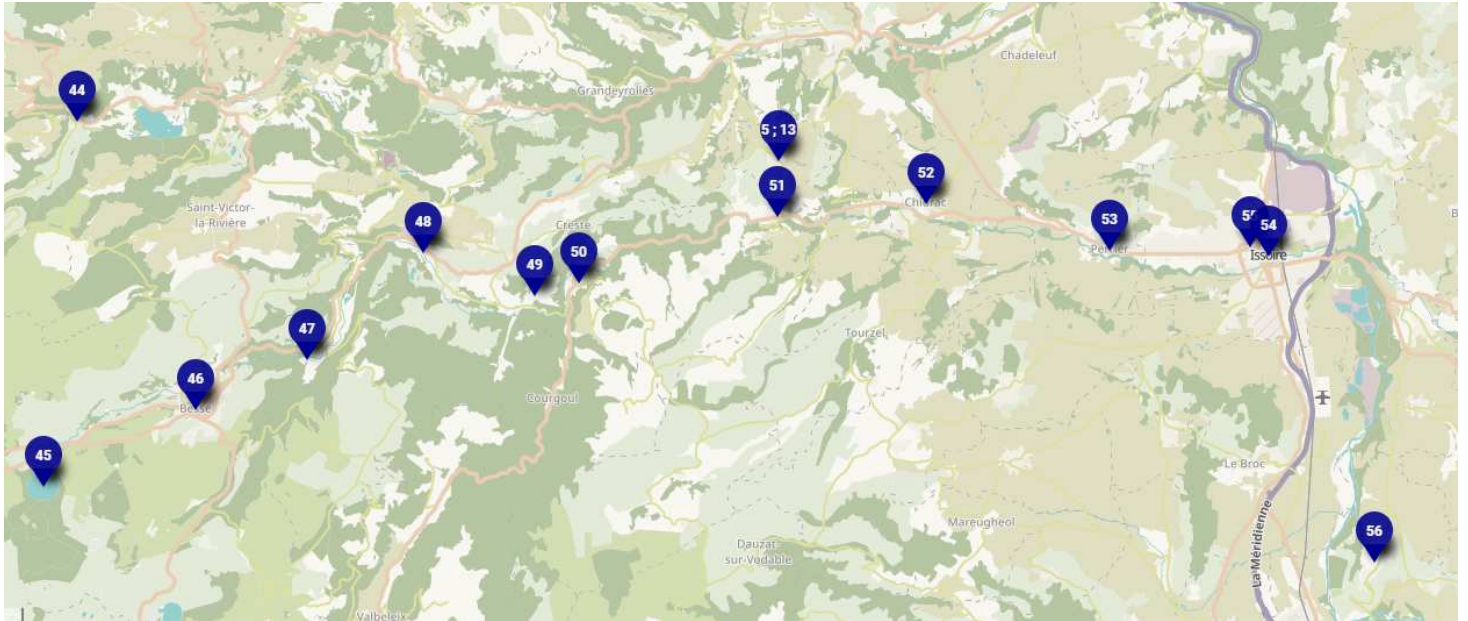 Chadeleuf
44
Grandeyrolles
5 ; 13
52
51
Saint-Victor-
la-Rivière
48
Creste
53
54
Issoire
49
50
47
Tourzel
46
Besse
Courgoul
45
Le Broc
Mareugheol
La Méridienne
56
Dauzat
sur-Vodable
Valbeleix